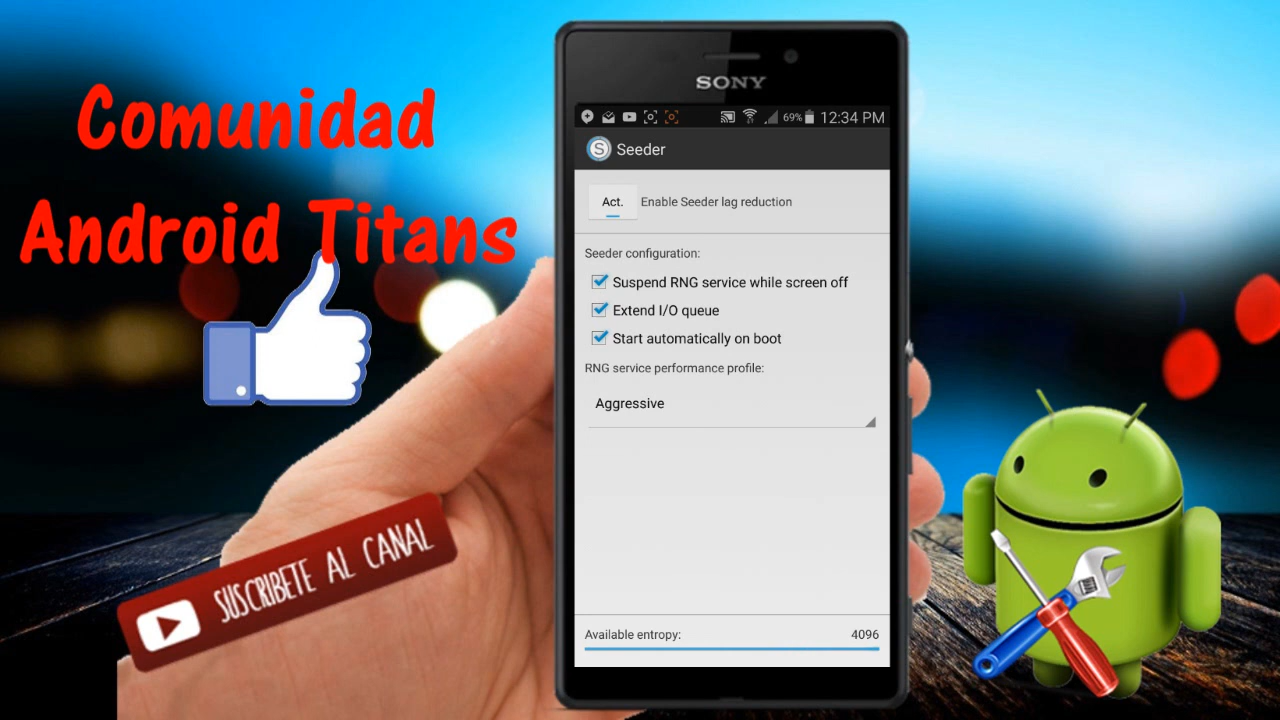 Comunidad
Android Titans
SUSCRIBETE AL CANAL
SONY
69% 12:34 PM
S Seeder
Act. Enable Seeder lag reduction
Seeder configuration:
Suspend RNG service while screen off
Extend I/O queue
Start automatically on boot
RNG service performance profile:
Aggressive
Available entropy: 4096